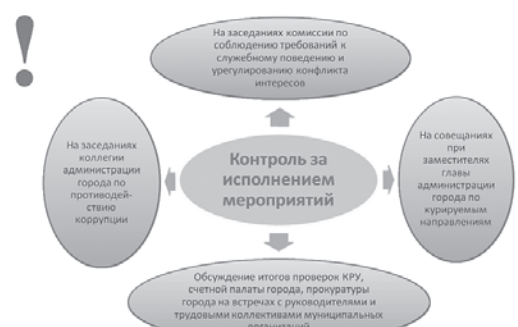 !
На заседаниях комиссии по
соблюдению требований к
служебному поведению и
урегулированию конфликта
интересов
На заседаниях
коллегии
администрации
города по
противодей-
ствию
коррупции
Контроль за
исполнением
мероприятий
На совещаниях
при
заместителях
главы
администрации
города по
курируемым
направлениям
Обсуждение итогов проверок КРУ,
счетной палаты города, прокуратуры
города на встречах с руководителями и
трудовыми коллективами муниципальных
организаций